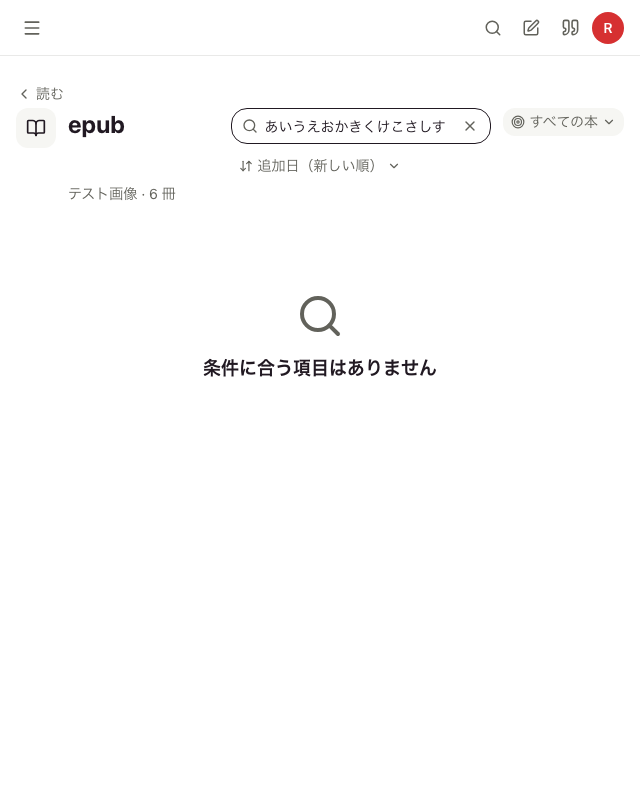 R
読む
epub
あいうえおかきくけこさしす
すべての本
追加日（新しい順）
テスト画像 · 6 冊
条件に合う項目はありません